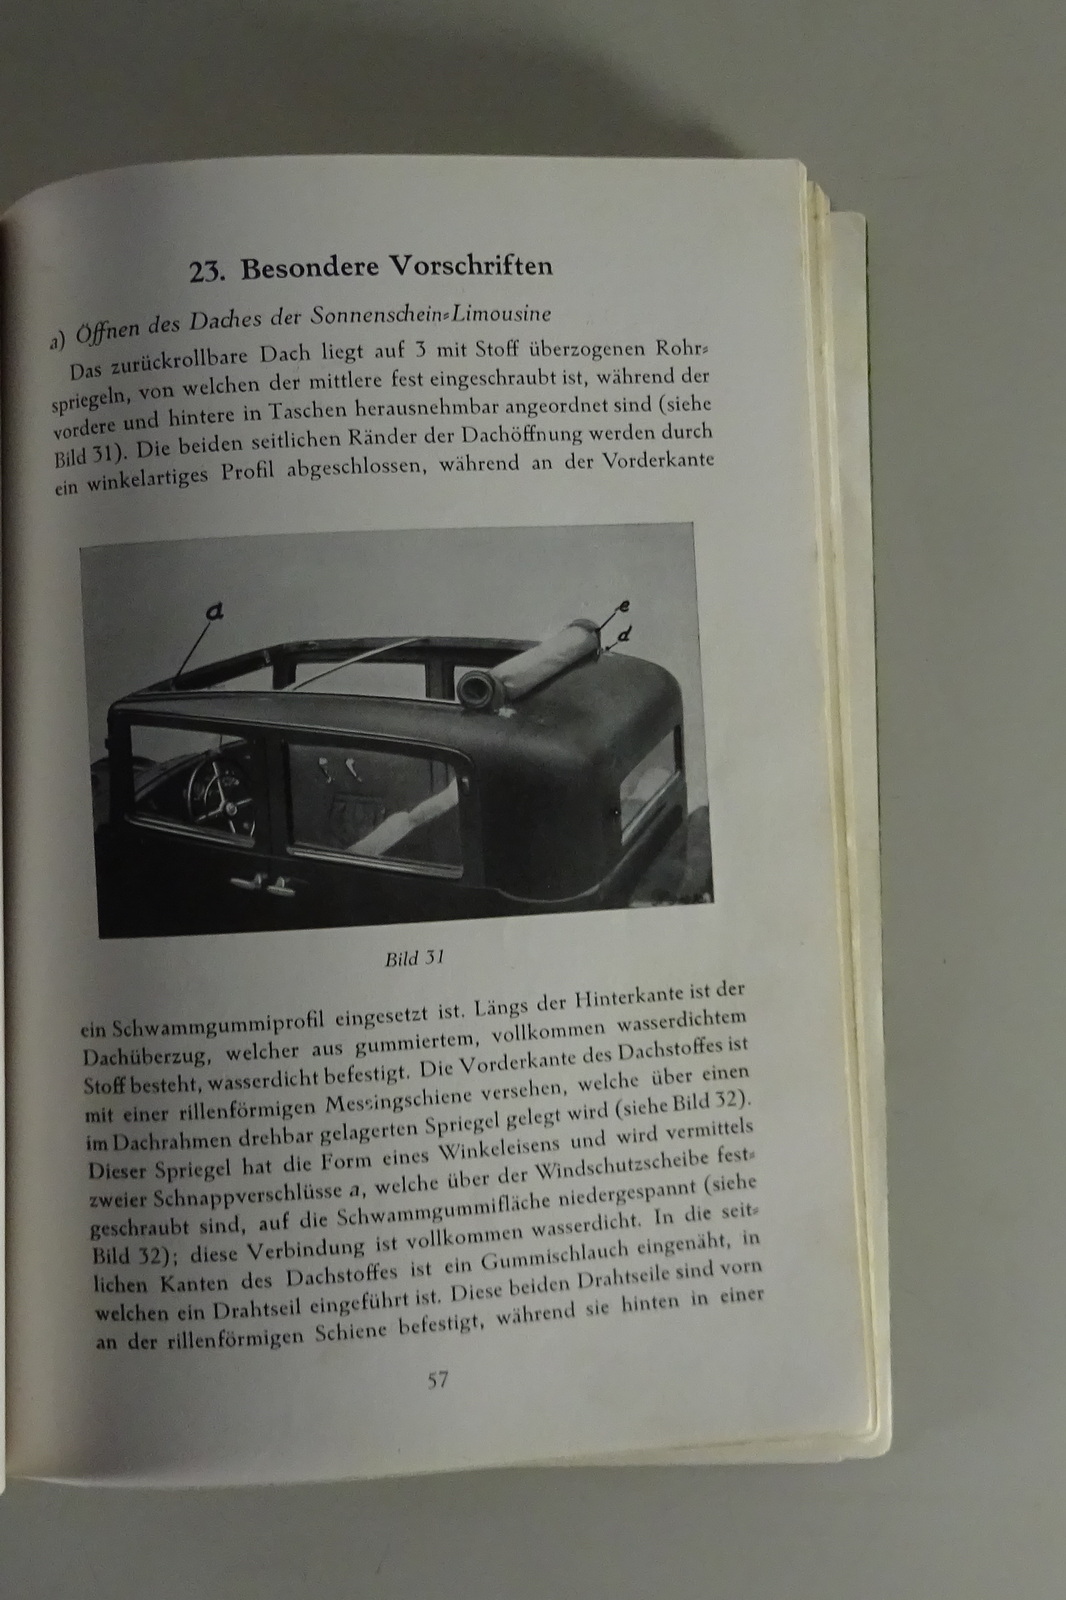 23. Besondere Vorschriften
a) Öffnen des Daches der Sonnenschein-Limousine
Das zurückrollbare Dach liegt auf 3 mit Stoff überzogenen Rohr-
spriegeln, von welchen der mittlere fest eingeschraubt ist, während der
vordere und hintere in Taschen herausnehmbar angeordnet sind (siehe
Bild 31). Die beiden seitlichen Ränder der Dachöffnung werden durch
ein winkelartiges Profil abgeschlossen, während an der Vorderkante
a
e
d
Bild 31
ein Schwammgummiprofil eingesetzt ist. Längs der Hinterkante ist der
Dachüberzug, welcher aus gummiertem, vollkommen wasserdichtem
Stoff besteht, wasserdicht befestigt. Die Vorderkante des Dachstoffes ist
mit einer rillenförmigen Messingschiene versehen, welche über einen
im Dachrahmen drehbar gelagerten Spriegel gelegt wird (siehe Bild 32).
Dieser Spriegel hat die Form eines Winkeleisens und wird vermittels
zweier Schnappverschlüsse a, welche über der Windschutzscheibe fest-
geschraubt sind, auf die Schwammgummifläche niedergespannt (siehe
Bild 32); diese Verbindung ist vollkommen wasserdicht. In die seit-
lichen Kanten des Dachstoffes ist ein Gummischlauch eingenäht, in
welchen ein Drahtseil eingeführt ist. Diese beiden Drahtseile sind vorn
an der rillenförmigen Schiene befestigt, während sie hinten in einer
57